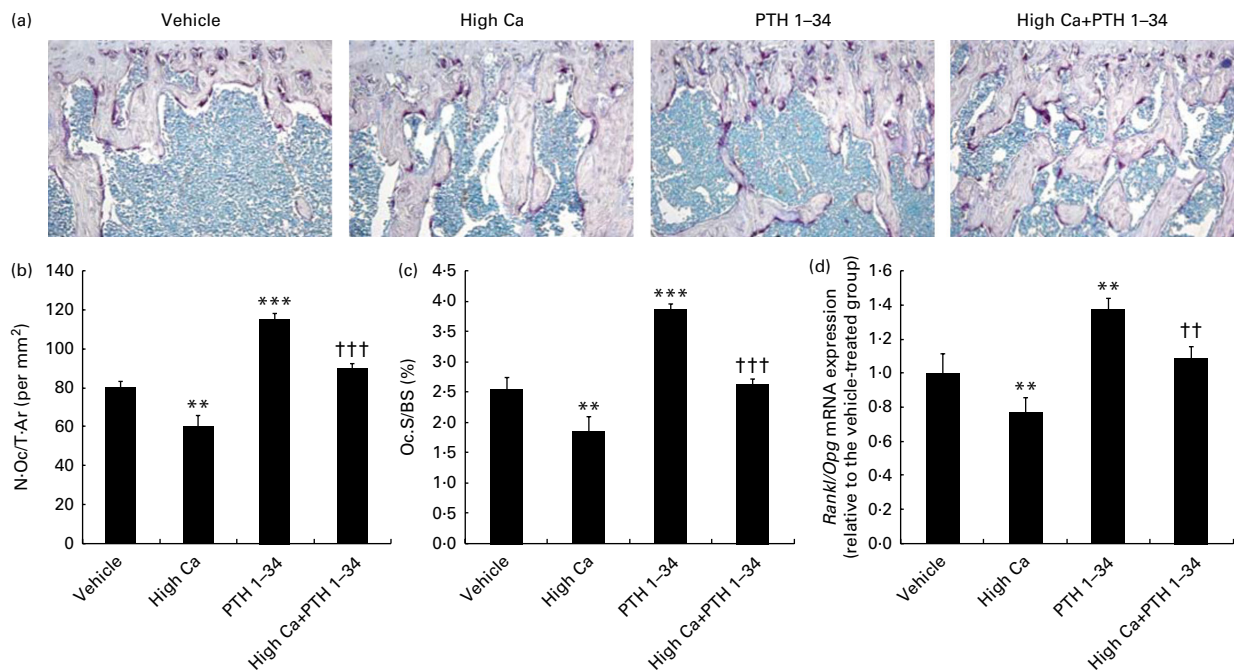 (a)
Vehicle
High Ca
PTH 1–34
High Ca+PTH 1–34
(b)
N·Oc/T·Ar (per mm²)
140
120
100
80
60
40
20
0
***
**
†††
Vehicle
High Ca
PTH 1–34
High Ca+PTH 1–34
(c)
Oc.S/BS (%)
4·5
4·0
3·5
3·0
2·5
2·0
1·5
1·0
0·5
0·0
***
**
†††
Vehicle
High Ca
PTH 1–34
High Ca+PTH 1–34
(d)
Rankl/Opg mRNA expression
(relative to the vehicle-treated group)
1·6
1·4
1·2
1·0
0·8
0·6
0·4
0·2
0·0
**
**
††
Vehicle
High Ca
PTH 1–34
High Ca+PTH 1–34